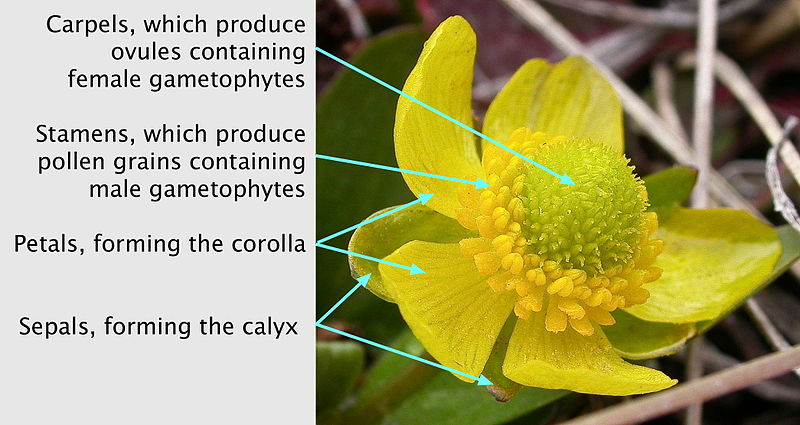 Carpels, which produce
ovules containing
female gametophytes
Stamens, which produce
pollen grains containing
male gametophytes
Petals, forming the corolla
Sepals, forming the calyx